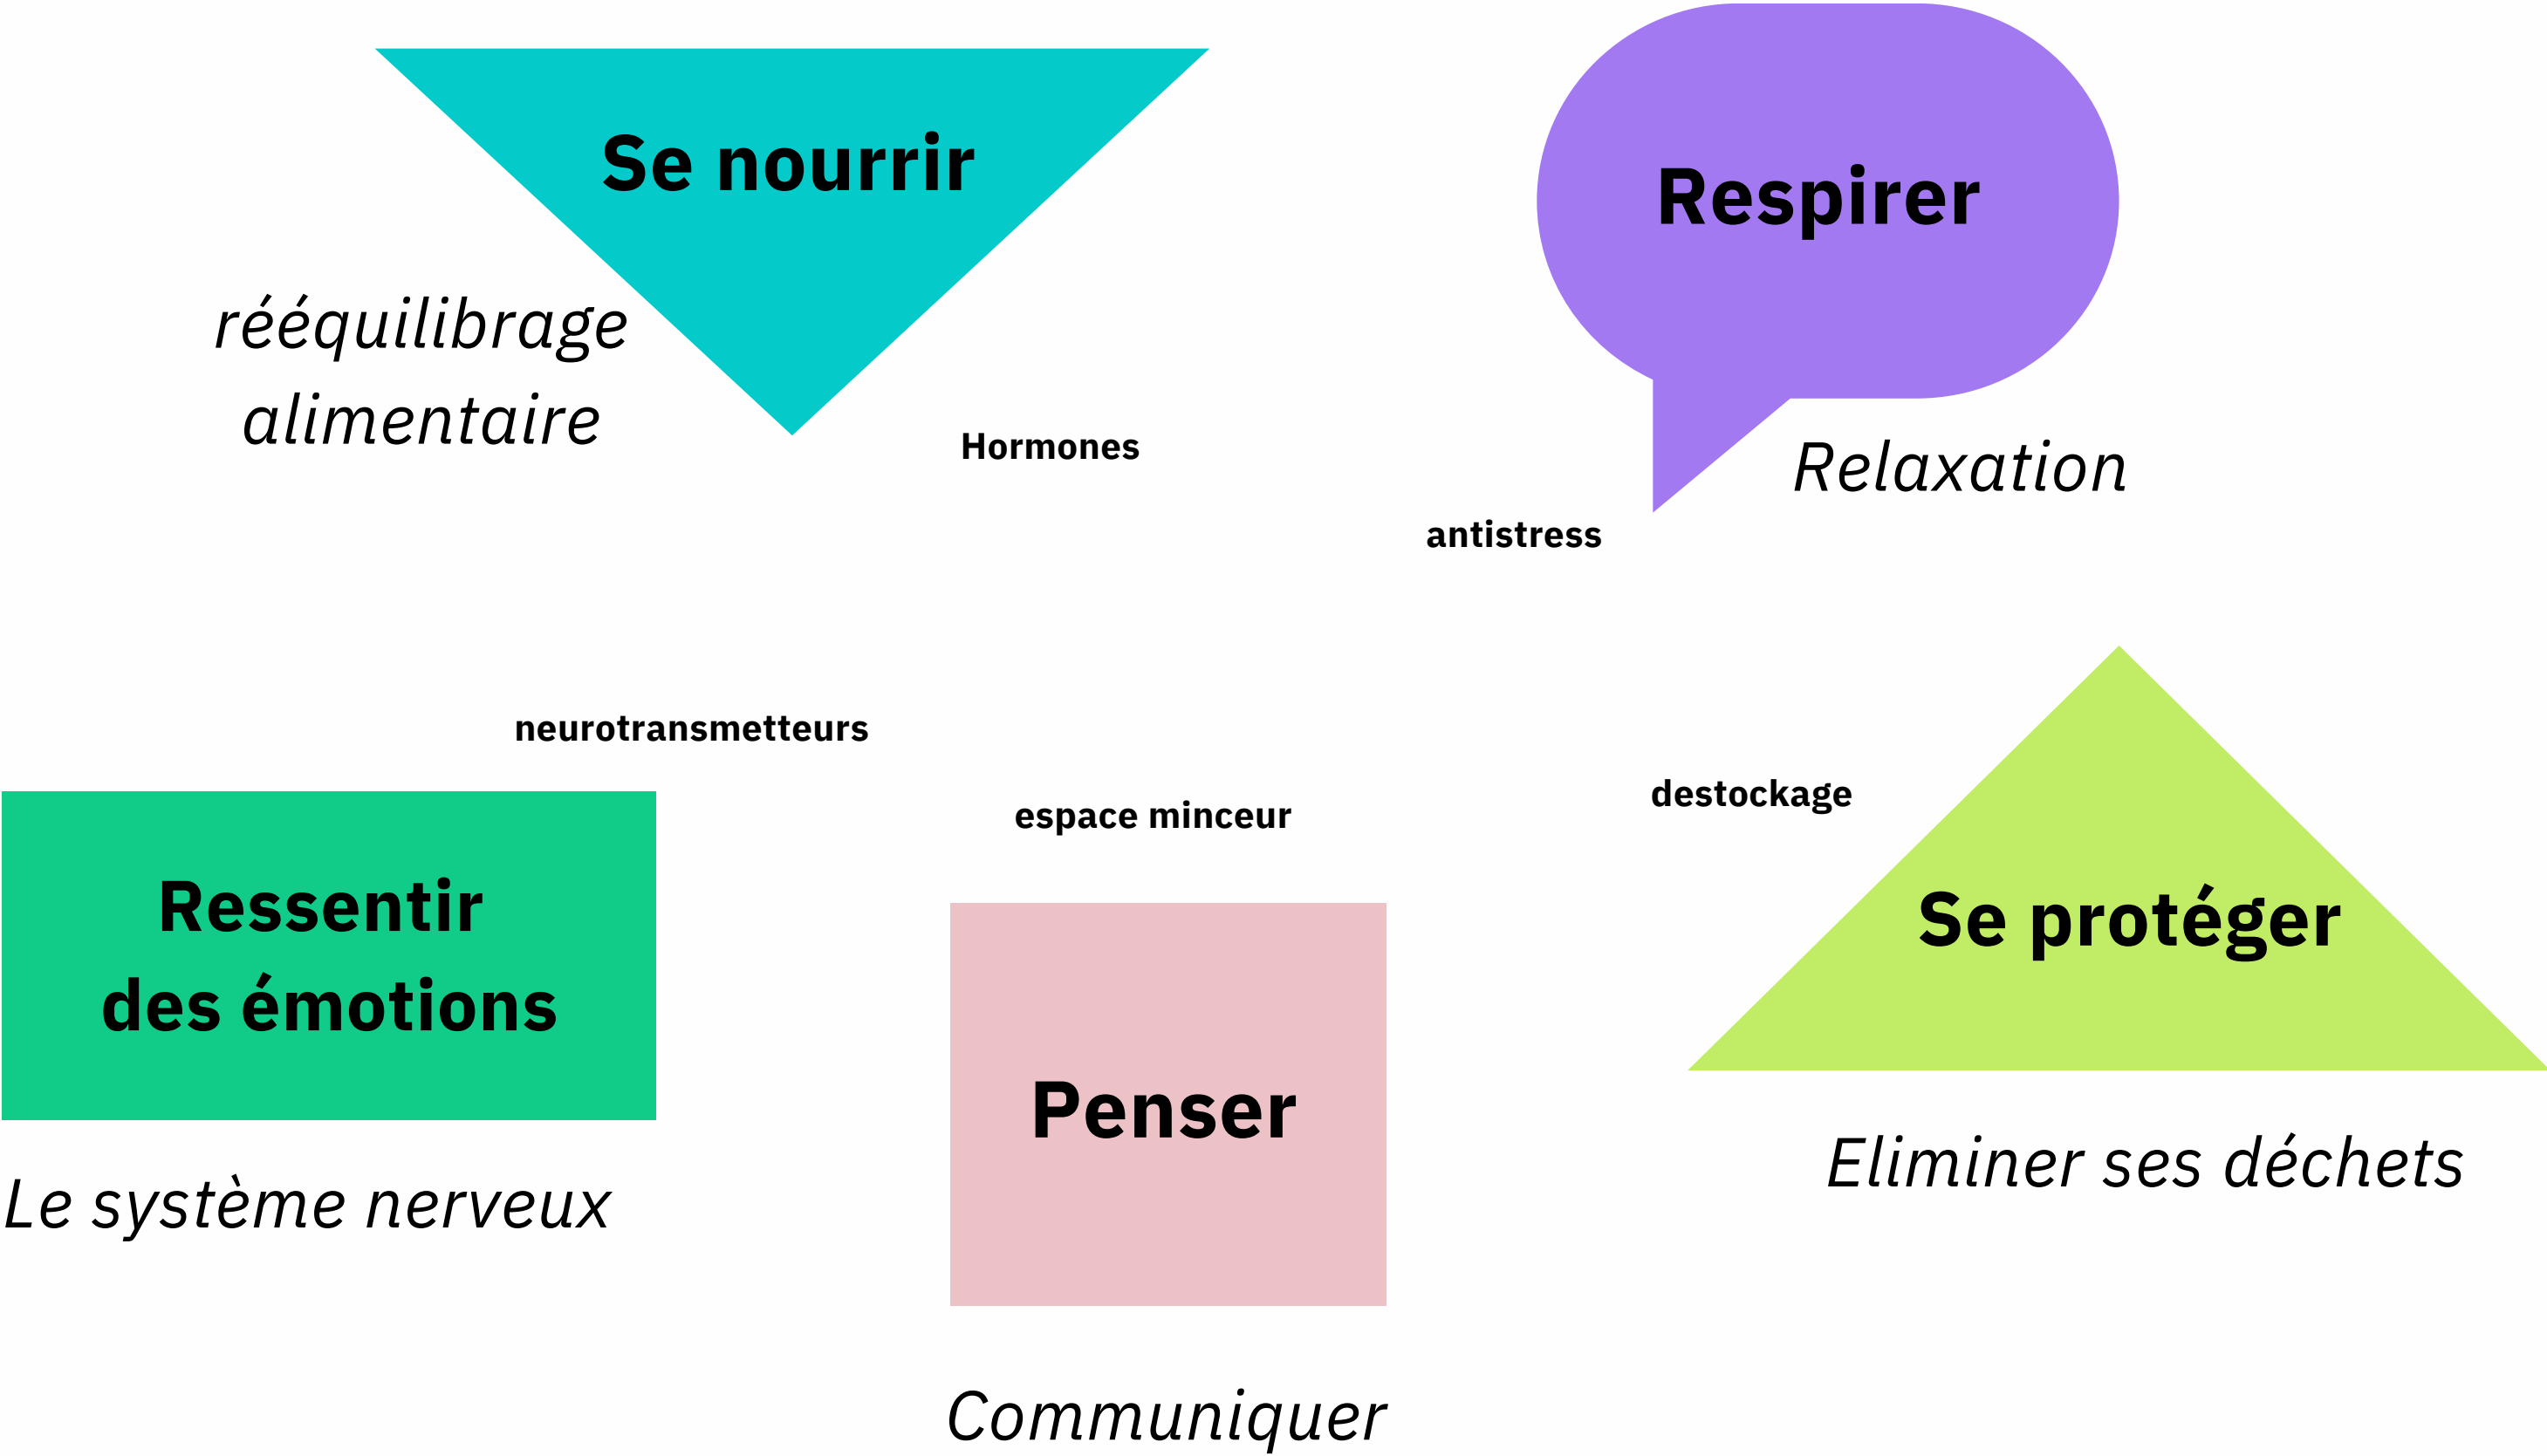 Se nourrir
Respirer
rééquilibrage
alimentaire
Hormones
Relaxation
antistress
neurotransmetteurs
destockage
espace minceur
Ressentir
des émotions
Se protéger
Penser
Le système nerveux
Eliminer ses déchets
Communiquer